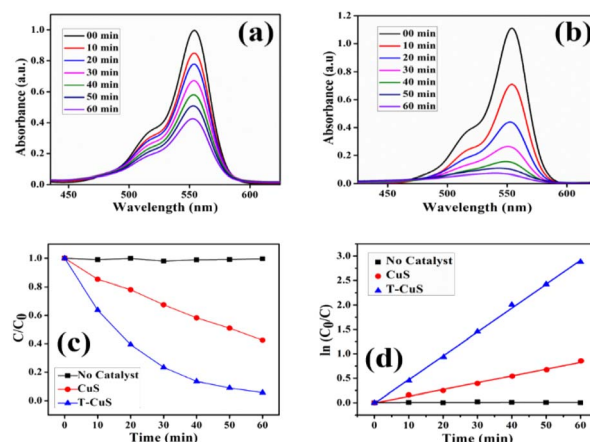 (a)
00 min
10 min
20 min
30 min
40 min
50 min
60 min
Absorbance (a.u.)
1.0
0.8
0.6
0.4
0.2
0.0
450 500 550 600
Wavelength (nm)
(b)
00 min
10 min
20 min
30 min
40 min
50 min
60 min
Absorbance (a.u)
1.2
1.0
0.8
0.6
0.4
0.2
0.0
450 500 550 600
Wavelength (nm)
C/C0
1.0
0.8
0.6
0.4
0.2
0.0
(c)
No Catalyst
CuS
T-CuS
0 10 20 30 40 50 60
Time (min)
ln (C0/C)
3.0
2.5
2.0
1.5
1.0
0.5
0.0
No Catalyst
CuS
T-CuS
(d)
0 10 20 30 40 50 60
Time (min)